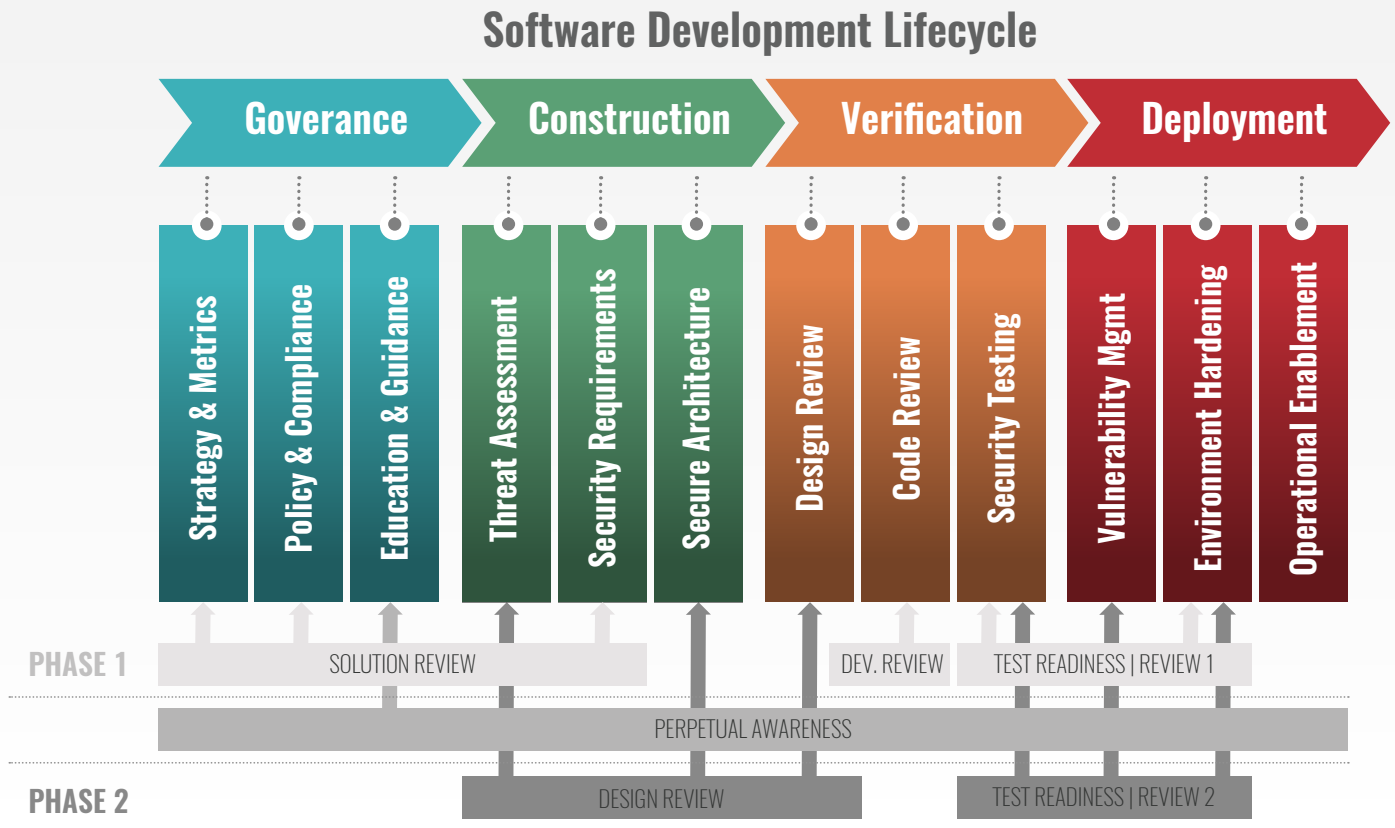 Software Development Lifecycle
Goverance
Construction
Verification
Deployment
Strategy & Metrics
Policy & Compliance
Education & Guidance
Threat Assessment
Security Requirements
Secure Architecture
Design Review
Code Review
Security Testing
Vulnerability Mgmt
Environment Hardening
Operational Enablement
PHASE 1
SOLUTION REVIEW
DEV. REVIEW
TEST READINESS | REVIEW 1
PERPETUAL AWARENESS
PHASE 2
DESIGN REVIEW
TEST READINESS | REVIEW 2